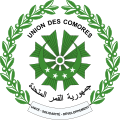 UNION DES COMORES
جمهورية القمر المتحدة
UNITÉ - SOLIDARITÉ - DÉVELOPPEMENT